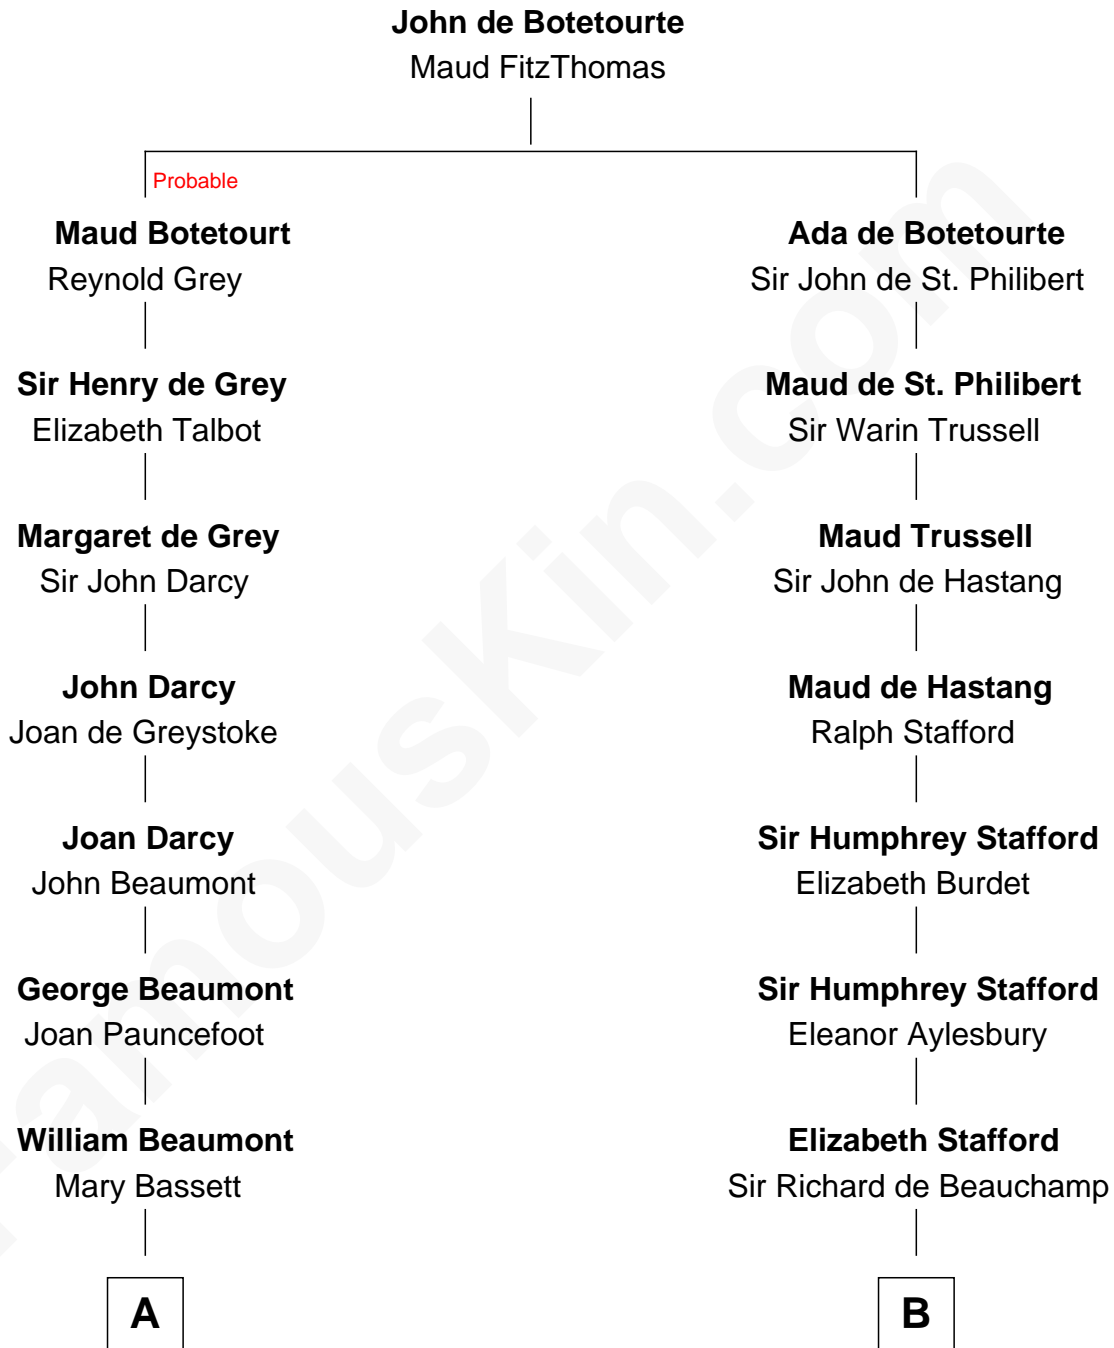 John de Botetourte
Maud FitzThomas
Probable
Maud Botetourt
Reynold Grey
Ada de Botetourte
Sir John de St. Philibert
Sir Henry de Grey
Elizabeth Talbot
Maud de St. Philibert
Sir Warin Trussell
Margaret de Grey
Sir John Darcy
Maud Trussell
Sir John de Hastang
John Darcy
Joan de Greystoke
Maud de Hastang
Ralph Stafford
Joan Darcy
John Beaumont
Sir Humphrey Stafford
Elizabeth Burdet
George Beaumont
Joan Pauncefoot
Sir Humphrey Stafford
Eleanor Aylesbury
William Beaumont
Mary Bassett
Elizabeth Stafford
Sir Richard de Beauchamp
A
B
FamousKin.com